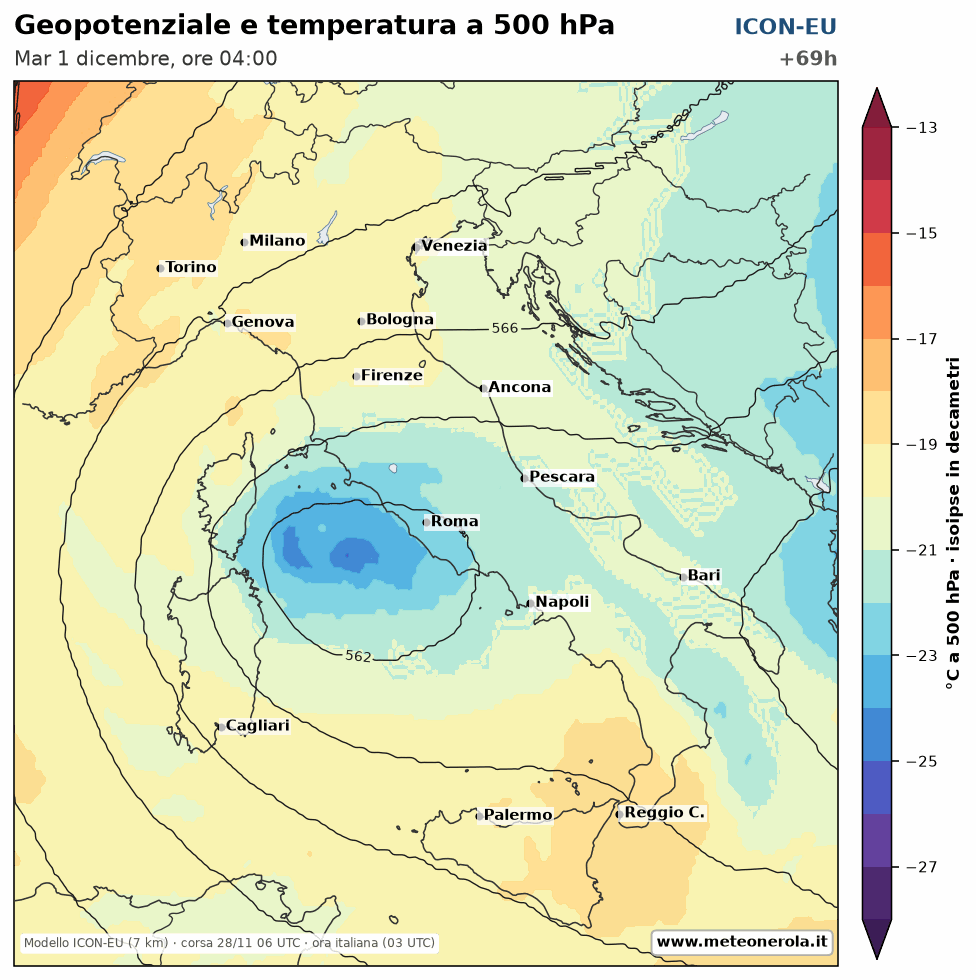 Geopotenziale e temperatura a 500 hPa
ICON-EU
Mar 1 dicembre, ore 04:00
+69h
−13
Milano
Venezia
−15
Torino
Genova
Bologna
566
−17
Firenze
Ancona
−19
Pescara
Roma
−21
Bari
Napoli
562
−23
Cagliari
−25
Palermo
Reggio C.
−27
°C a 500 hPa · isoipse in decametri
Modello ICON-EU (7 km) · corsa 28/11 06 UTC · ora italiana (03 UTC)
www.meteonerola.it